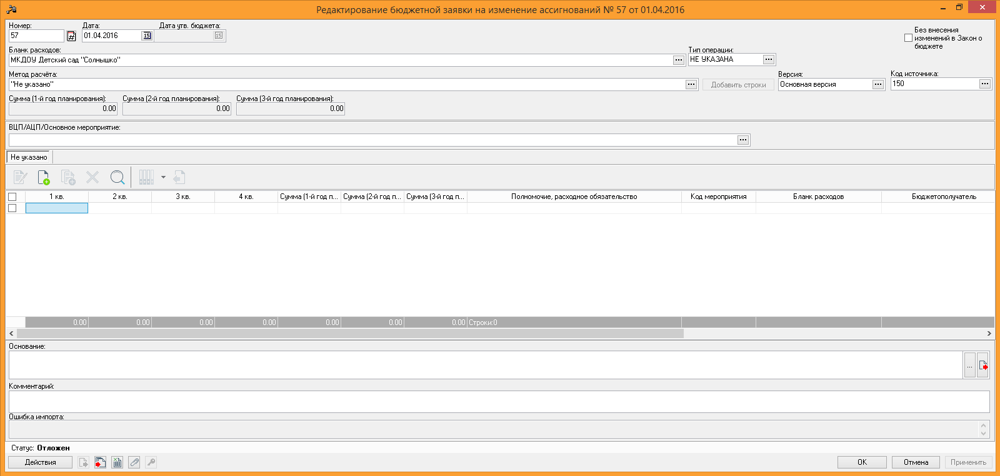 Редактирование бюджетной заявки на изменение ассигнований № 57 от 01.04.2016
Номер: Дата: Дата утв. бюджета:
57 01.04.2016 15 15
Без внесения
изменений в Закон о
бюджете
Бланк расходов: Тип операции:
МКДОУ Детский сад "Солнышко" ... НЕ УКАЗАНА ...
Метод расчёта: Версия: Код источника:
"Не указано" ... Добавить строки Основная версия ... 150 ...
Сумма (1-й год планирования): Сумма (2-й год планирования): Сумма (3-й год планирования):
0.00 0.00 0.00
ВЦП/АЦП/Основное мероприятие:
...
Не указано
1 кв. 2 кв. 3 кв. 4 кв. Сумма (1-й год п... Сумма (2-й год п... Сумма (3-й год п... Полномочие, расходное обязательство Код мероприятия Бланк расходов Бюджетополучатель
0.00 0.00 0.00 0.00 0.00 0.00 0.00 Строки:0
Основание:
...
Комментарий:
Ошибка импорта:
Статус: Отложен
Действия OK Отмена Применить